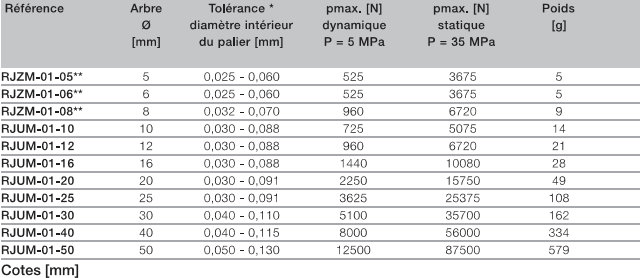 Référence Arbre Tolérance * pmax. [N] pmax. [N] Poids
Ø diamètre intérieur dynamique statique [g]
[mm] du palier [mm] P = 5 MPa P = 35 MPa
RJZM-01-05** 5 0,025 - 0,060 525 3675 5
RJZM-01-06** 6 0,025 - 0,060 525 3675 5
RJZM-01-08** 8 0,032 - 0,070 960 6720 9
RJUM-01-10 10 0,030 - 0,088 725 5075 14
RJUM-01-12 12 0,030 - 0,088 960 6720 21
RJUM-01-16 16 0,030 - 0,088 1440 10080 28
RJUM-01-20 20 0,030 - 0,091 2250 15750 49
RJUM-01-25 25 0,030 - 0,091 3625 25375 108
RJUM-01-30 30 0,040 - 0,110 5100 35700 162
RJUM-01-40 40 0,040 - 0,115 8000 56000 334
RJUM-01-50 50 0,050 - 0,130 12500 87500 579
Cotes [mm]